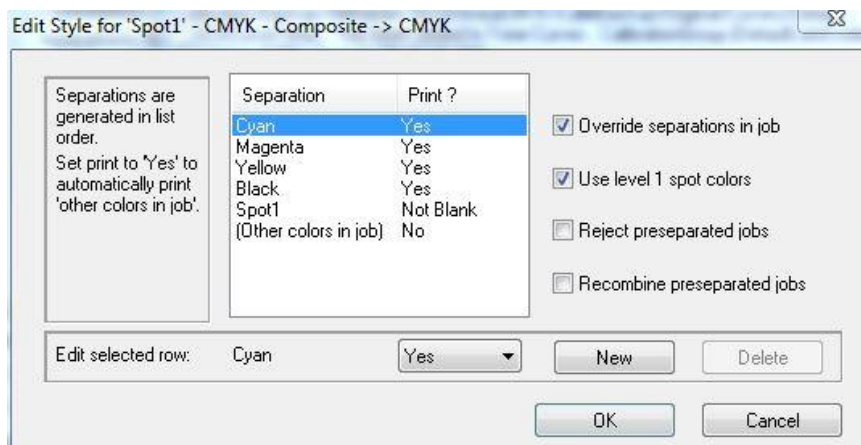 Edit Style for 'Spot1' - CMYK - Composite -> CMYK
Separations are
generated in list
order.
Set print to 'Yes' to
automatically print
'other colors in job'.
Separation Print ?
Cyan Yes
Magenta Yes
Yellow Yes
Black Yes
Spot1 Not Blank
(Other colors in job) No
Override separations in job
Use level 1 spot colors
Reject preseparated jobs
Recombine preseparated jobs
Edit selected row: Cyan Yes New Delete
OK Cancel